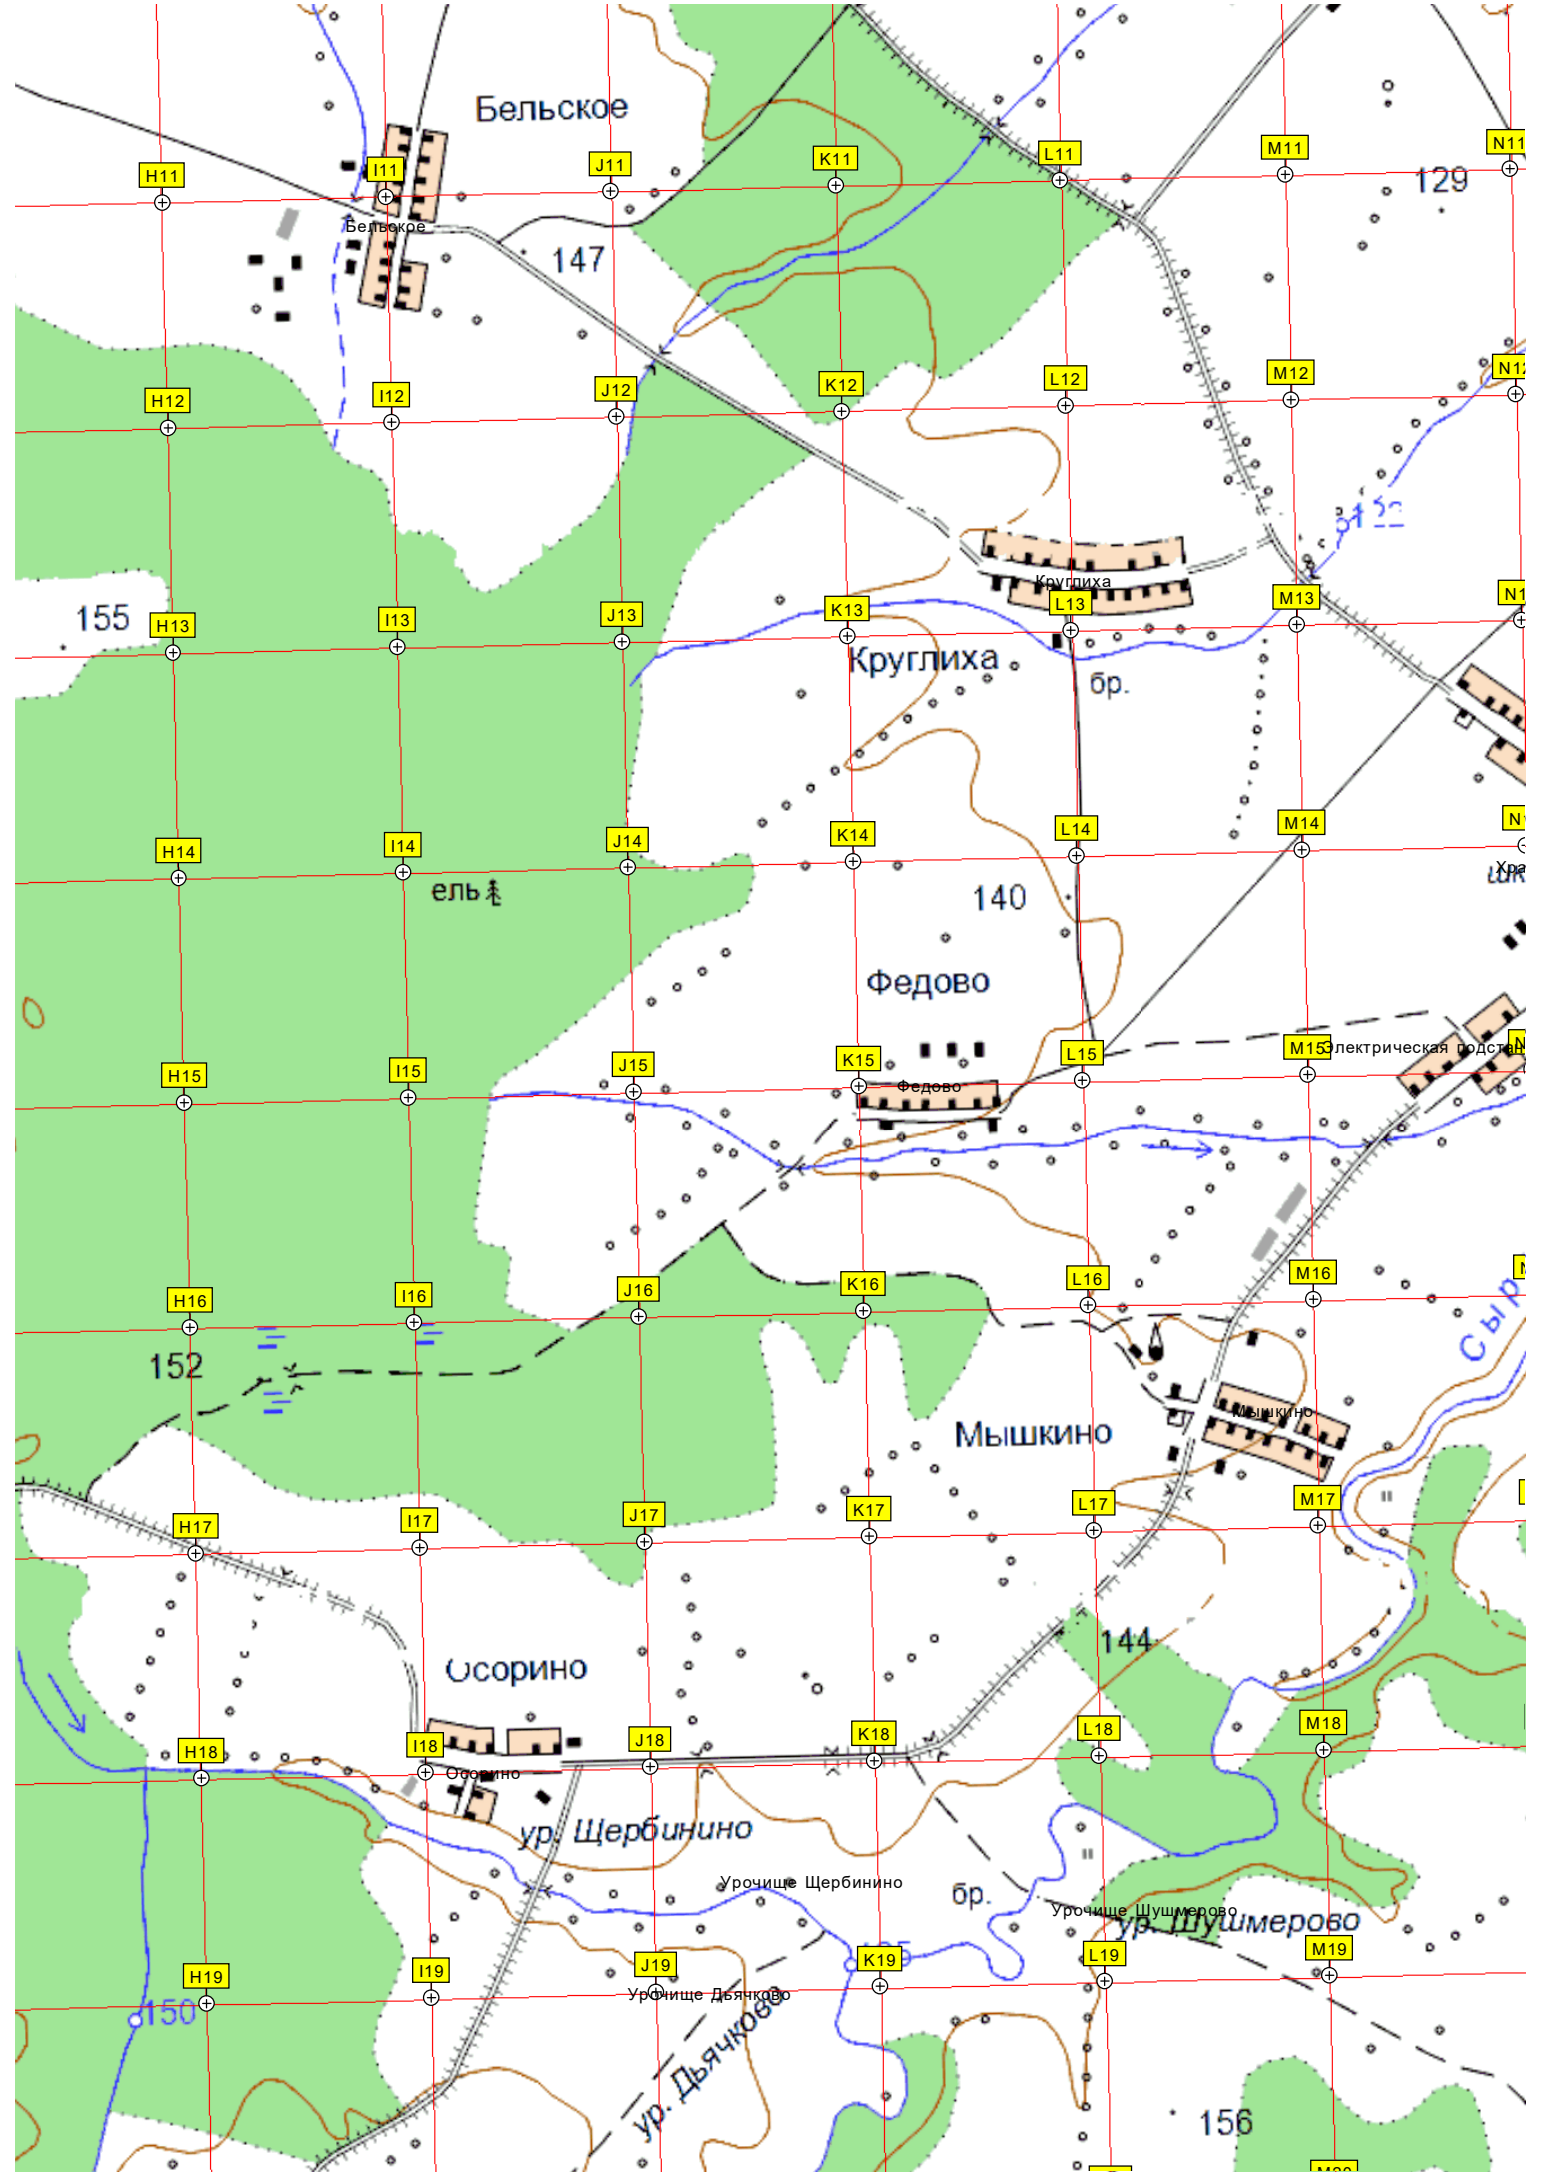 Бельское
N11
M11
L11
K11
J11
I11
H11
129
Бельское
147
N12
M12
L12
K12
J12
I12
H12
Круглиха
M13
L13
K13
J13
I13
H13
155
Круглиха
бр.
M14
L14
K14
J14
I14
H14
ель
140
Федово
M15
L15
K15
J15
I15
H15
Федово
M16
L16
K16
J16
I16
H16
152
Сыр
Мышкино
Мышкино
M17
L17
K17
J17
I17
H17
144
Осорино
M18
L18
K18
J18
I18
H18
Осорино
ур. Щербинино
Урочище Щербинино
бр.
Урочище Шушмерово
ур. Шушмерово
M19
L19
K19
J19
I19
H19
Урочище Дьячково
150
ур. Дьячково
156